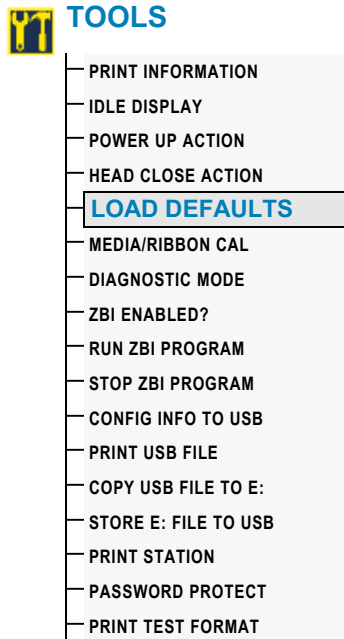 TOOLS
PRINT INFORMATION
IDLE DISPLAY
POWER UP ACTION
HEAD CLOSE ACTION
LOAD DEFAULTS
MEDIA/RIBBON CAL
DIAGNOSTIC MODE
ZBI ENABLED?
RUN ZBI PROGRAM
STOP ZBI PROGRAM
CONFIG INFO TO USB
PRINT USB FILE
COPY USB FILE TO E:
STORE E: FILE TO USB
PRINT STATION
PASSWORD PROTECT
PRINT TEST FORMAT